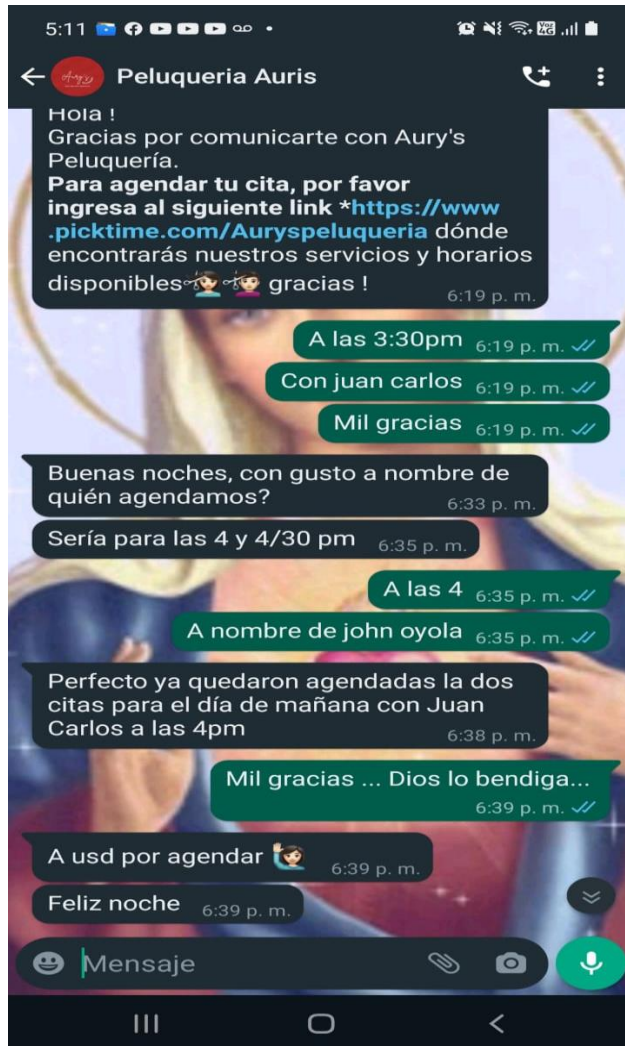 5:11
Voz
4G
Aury's
Peluqueria Auris
Hola !
Gracias por comunicarte con Aury's
Peluquería.
Para agendar tu cita, por favor
ingresa al siguiente link *https://www
.picktime.com/Auryspeluqueria dónde
encontrarás nuestros servicios y horarios
disponibles💇🏻‍♀️💇🏻 gracias !
6:19 p. m.
A las 3:30pm 6:19 p. m.
Con juan carlos 6:19 p. m.
Mil gracias 6:19 p. m.
Buenas noches, con gusto a nombre de
quién agendamos?
6:33 p. m.
Sería para las 4 y 4/30 pm 6:35 p. m.
A las 4 6:35 p. m.
A nombre de john oyola 6:35 p. m.
Perfecto ya quedaron agendadas la dos
citas para el día de mañana con Juan
Carlos a las 4pm
6:38 p. m.
Mil gracias ... Dios lo bendiga...
6:39 p. m.
A usd por agendar 🙋🏻‍♀️ 6:39 p. m.
Feliz noche 6:39 p. m.
Mensaje